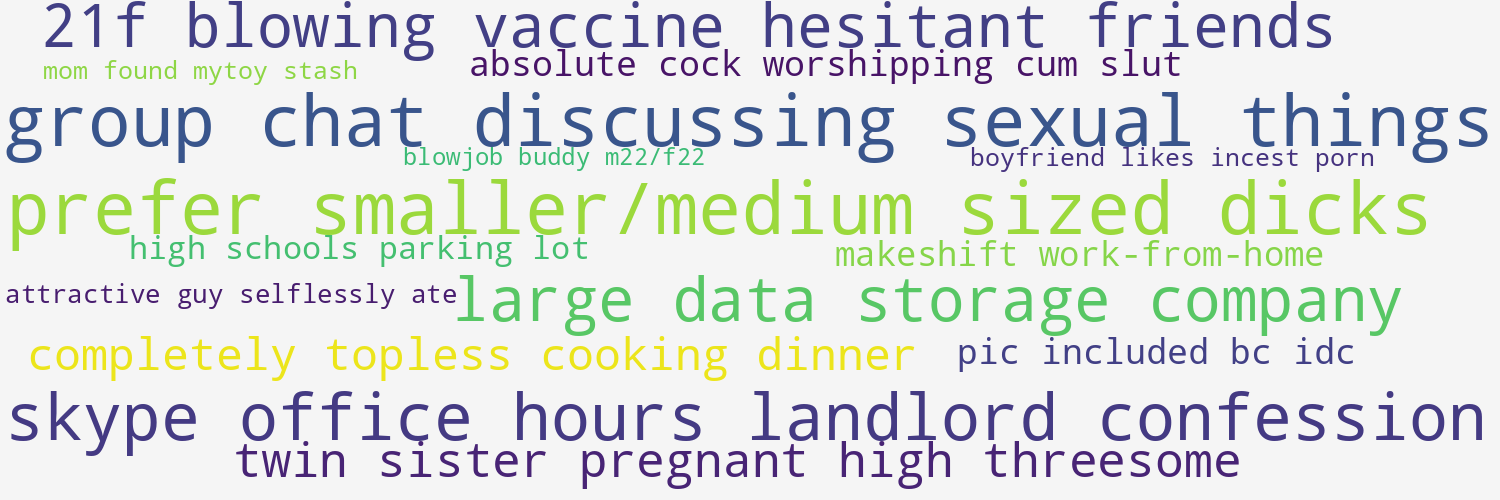 21f blowing vaccine hesitant friends
mom found mytoy stash
absolute cock worshipping cum slut
group chat discussing sexual things
blowjob buddy m22/f22
boyfriend likes incest porn
prefer smaller/medium sized dicks
high schools parking lot
makeshift work-from-home
attractive guy selflessly ate
large data storage company
completely topless cooking dinner
pic included bc idc
skype office hours landlord confession
twin sister pregnant high threesome